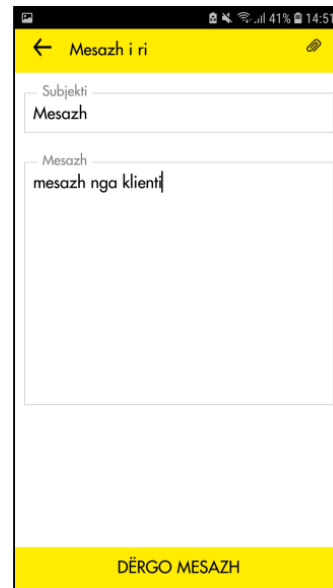 41% 14:51
Mesazh i ri
Subjekti
Mesazh
Mesazh
mesazh nga klienti
DËRGO MESAZH